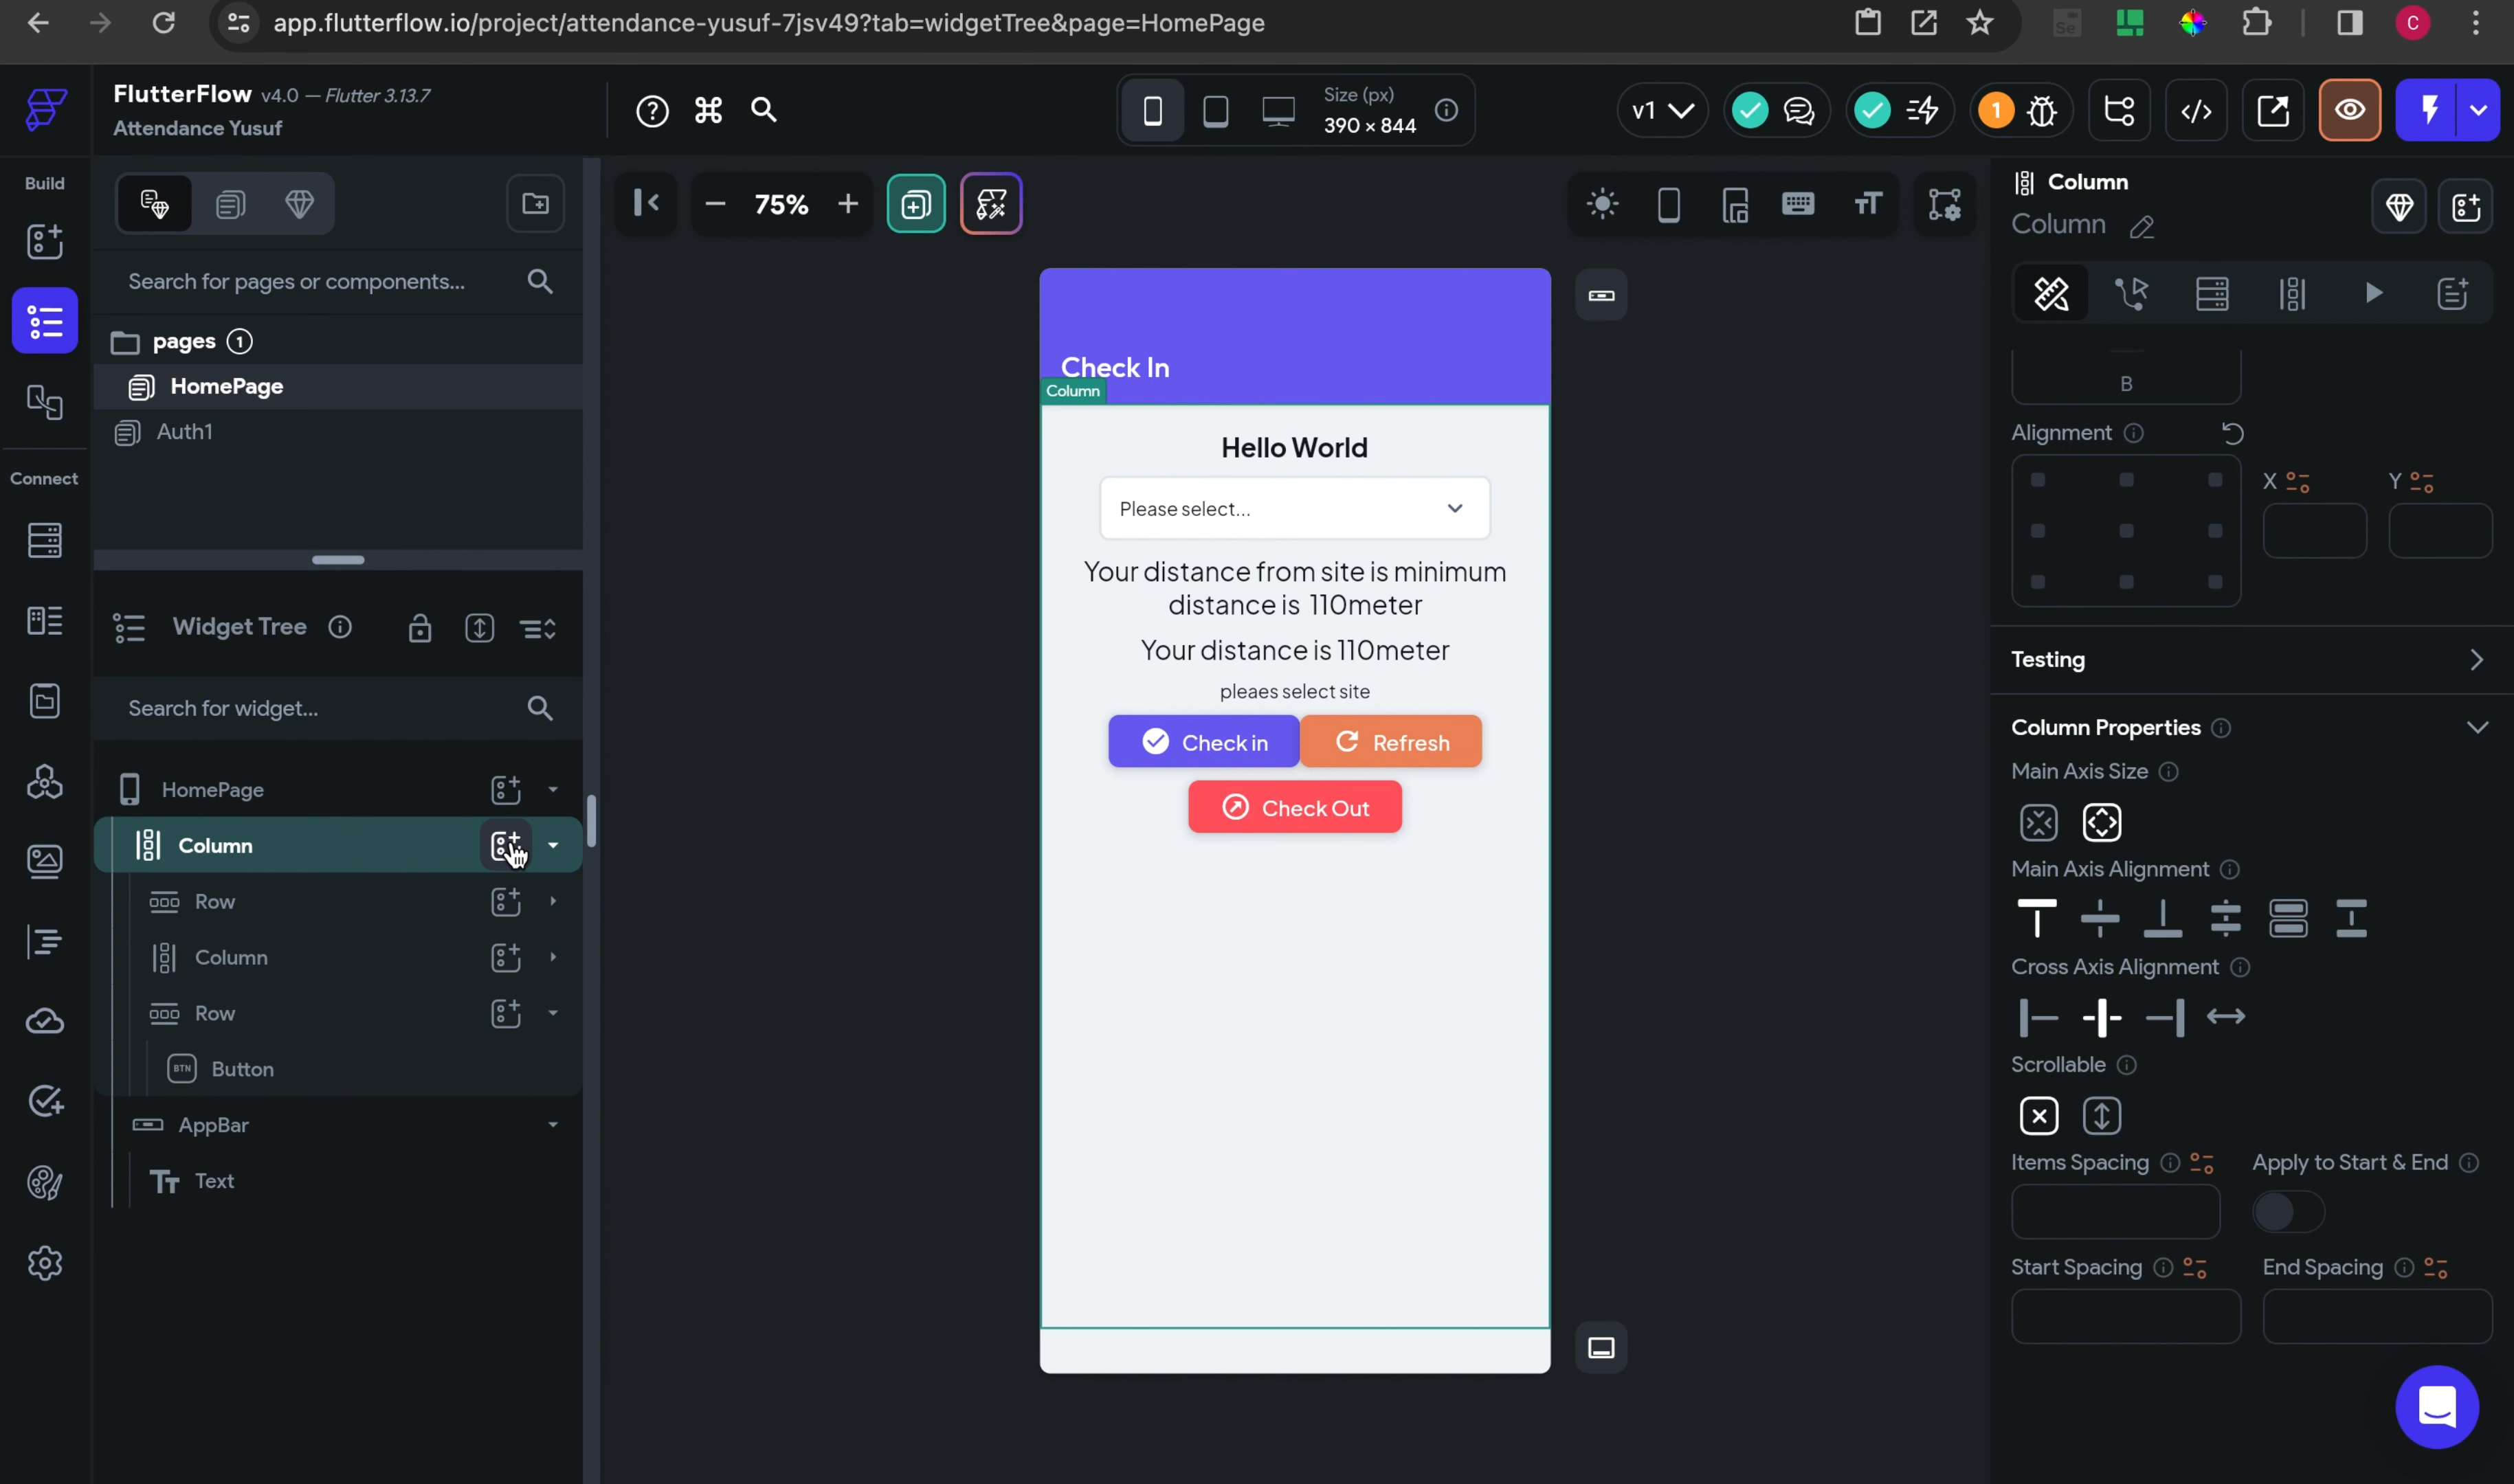 app.flutterflow.io/project/attendance-yusuf-7jsv49?tab=widgetTree&page=HomePage
Se
C
FlutterFlow v4.0 — Flutter 3.13.7
Attendance Yusuf
Size (px)
390 × 844
v1
1
Build
Connect
75%
Search for pages or components...
pages 1
HomePage
Auth1
Widget Tree
Search for widget...
HomePage
Column
Row
Column
Row
BTN Button
AppBar
Tt Text
Check In
Column
Hello World
Please select...
Your distance from site is minimum
distance is 110meter
Your distance is 110meter
pleaes select site
Check in
Refresh
Check Out
Column
Column
B
Alignment
X
Y
Testing
Column Properties
Main Axis Size
Main Axis Alignment
Cross Axis Alignment
Scrollable
Items Spacing
Apply to Start & End
Start Spacing
End Spacing